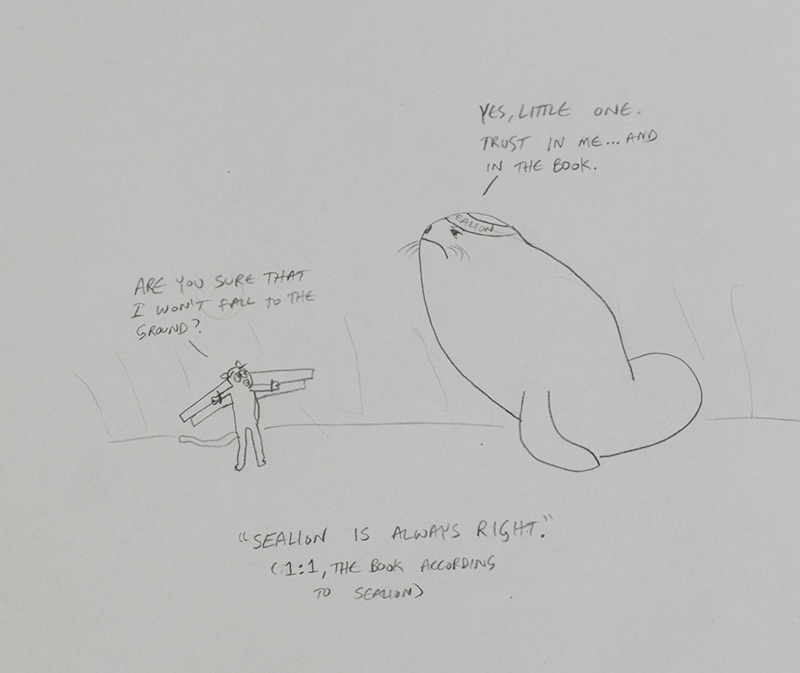 YES, LITTLE ONE.
TRUST IN ME... AND
IN THE BOOK.
SEALION
ARE YOU SURE THAT
I WON'T FALL TO THE
GROUND?
"SEALION IS ALWAYS RIGHT."
(1:1, THE BOOK ACCORDING
TO SEALION)